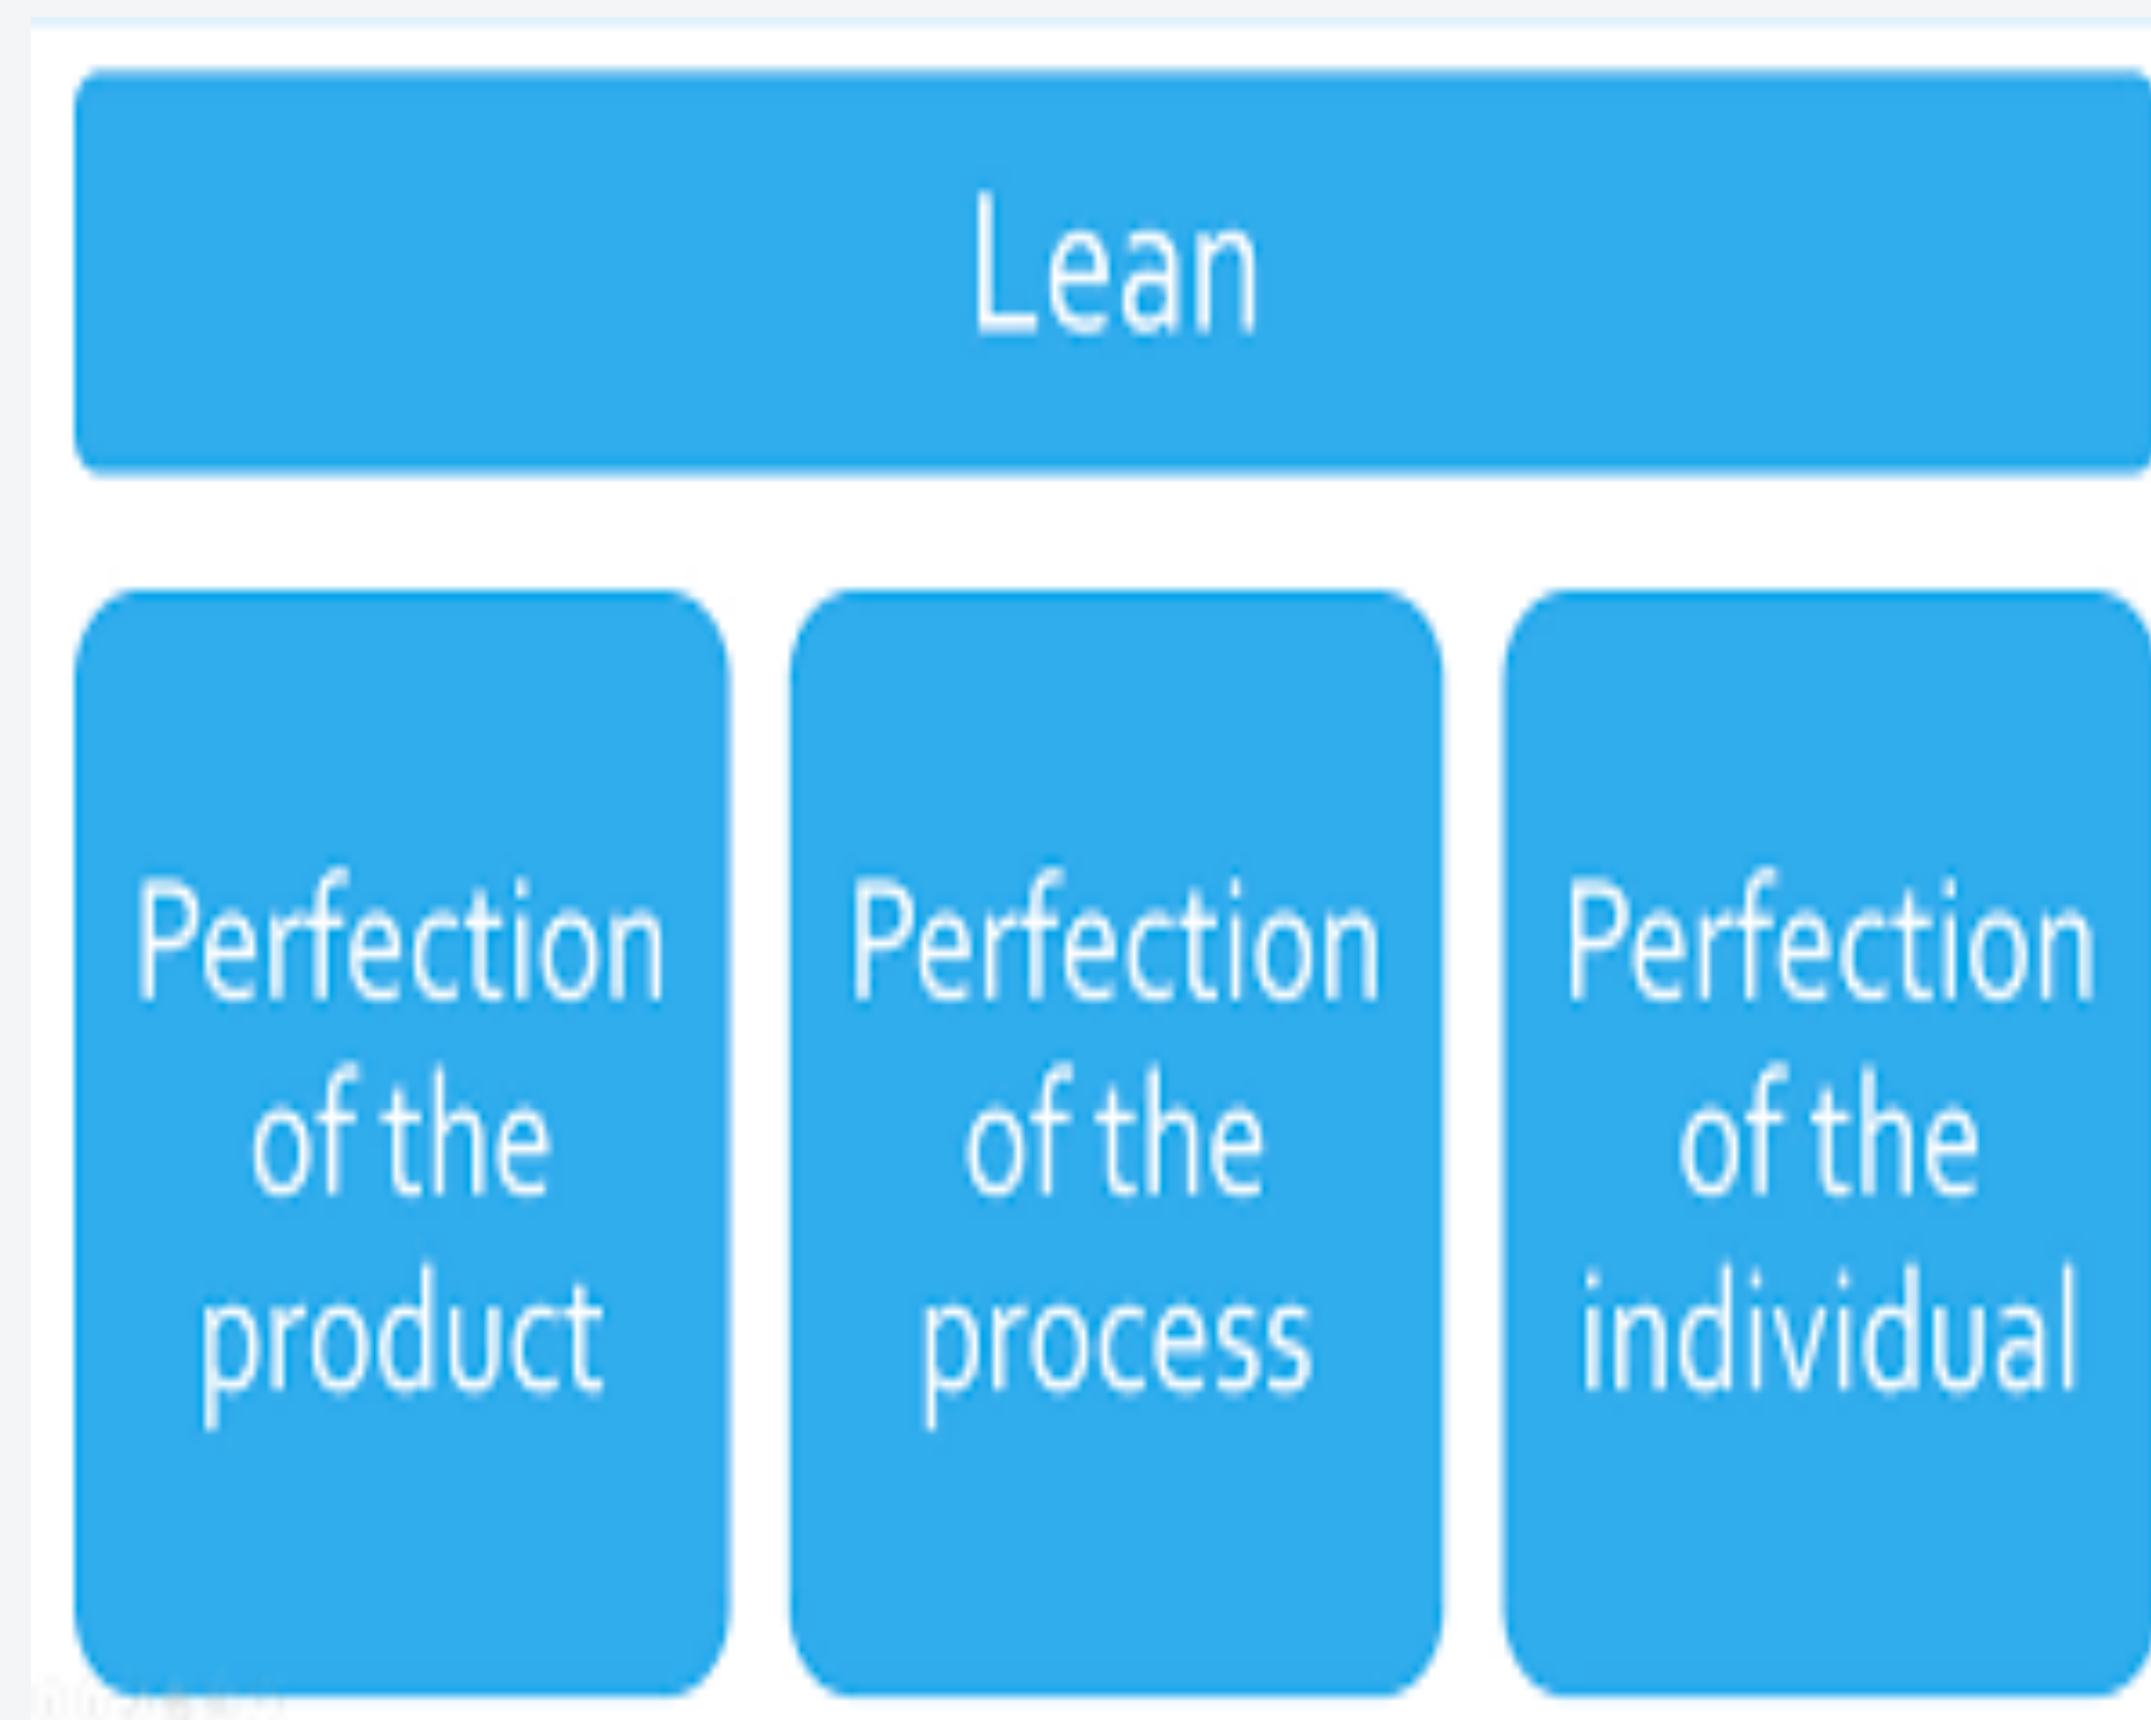 Lean
Perfection
of the
product
Perfection
of the
process
Perfection
of the
individual